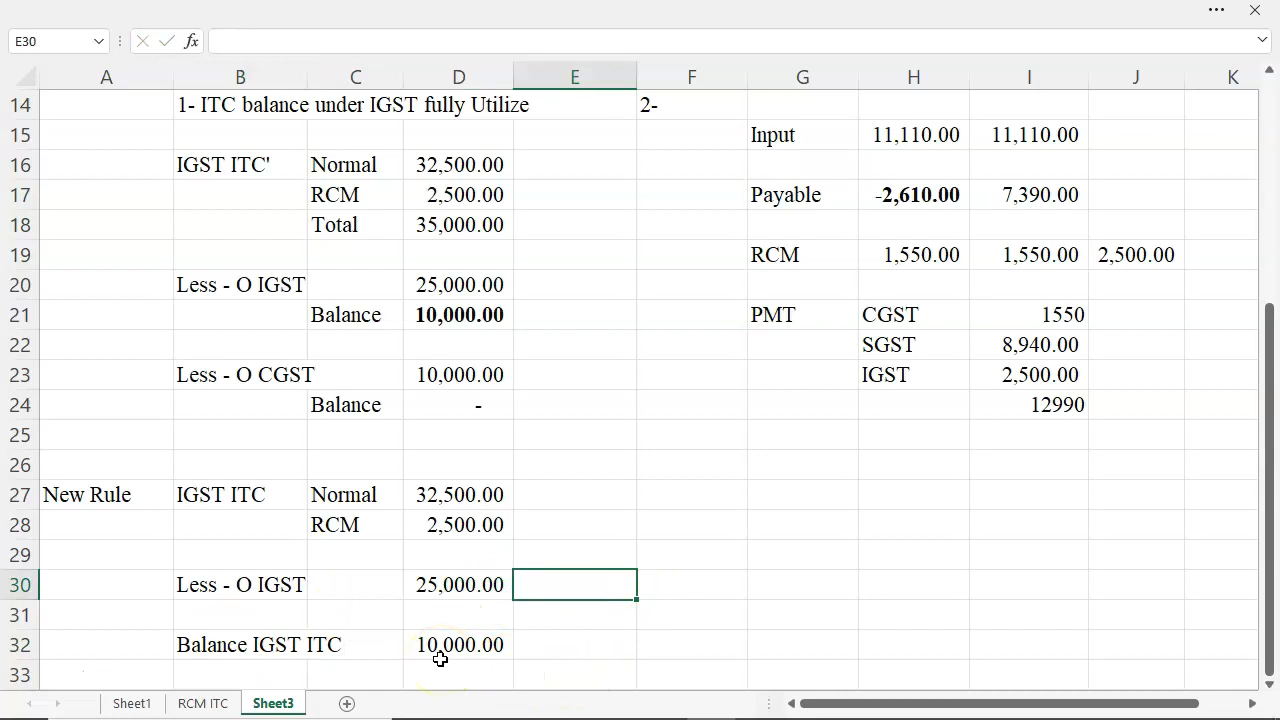 E30
fx
A B C D E F G H I J K
14 1- ITC balance under IGST fully Utilize 2-
15 Input 11,110.00 11,110.00
16 IGST ITC' Normal 32,500.00
17 RCM 2,500.00 Payable -2,610.00 7,390.00
18 Total 35,000.00
19 RCM 1,550.00 1,550.00 2,500.00
20 Less - O IGST 25,000.00
21 Balance 10,000.00 PMT CGST 1550
22 SGST 8,940.00
23 Less - O CGST 10,000.00 IGST 2,500.00
24 Balance - 12990
25
26
27 New Rule IGST ITC Normal 32,500.00
28 RCM 2,500.00
29
30 Less - O IGST 25,000.00
31
32 Balance IGST ITC 10,000.00
33
Sheet1 RCM ITC Sheet3